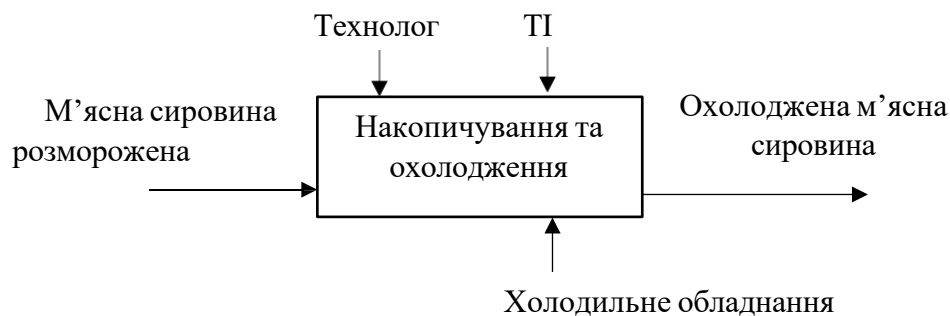 Технолог
ТІ
М’ясна сировина
розморожена
Накопичування та
охолодження
Охолоджена м’ясна
сировина
Холодильне обладнання